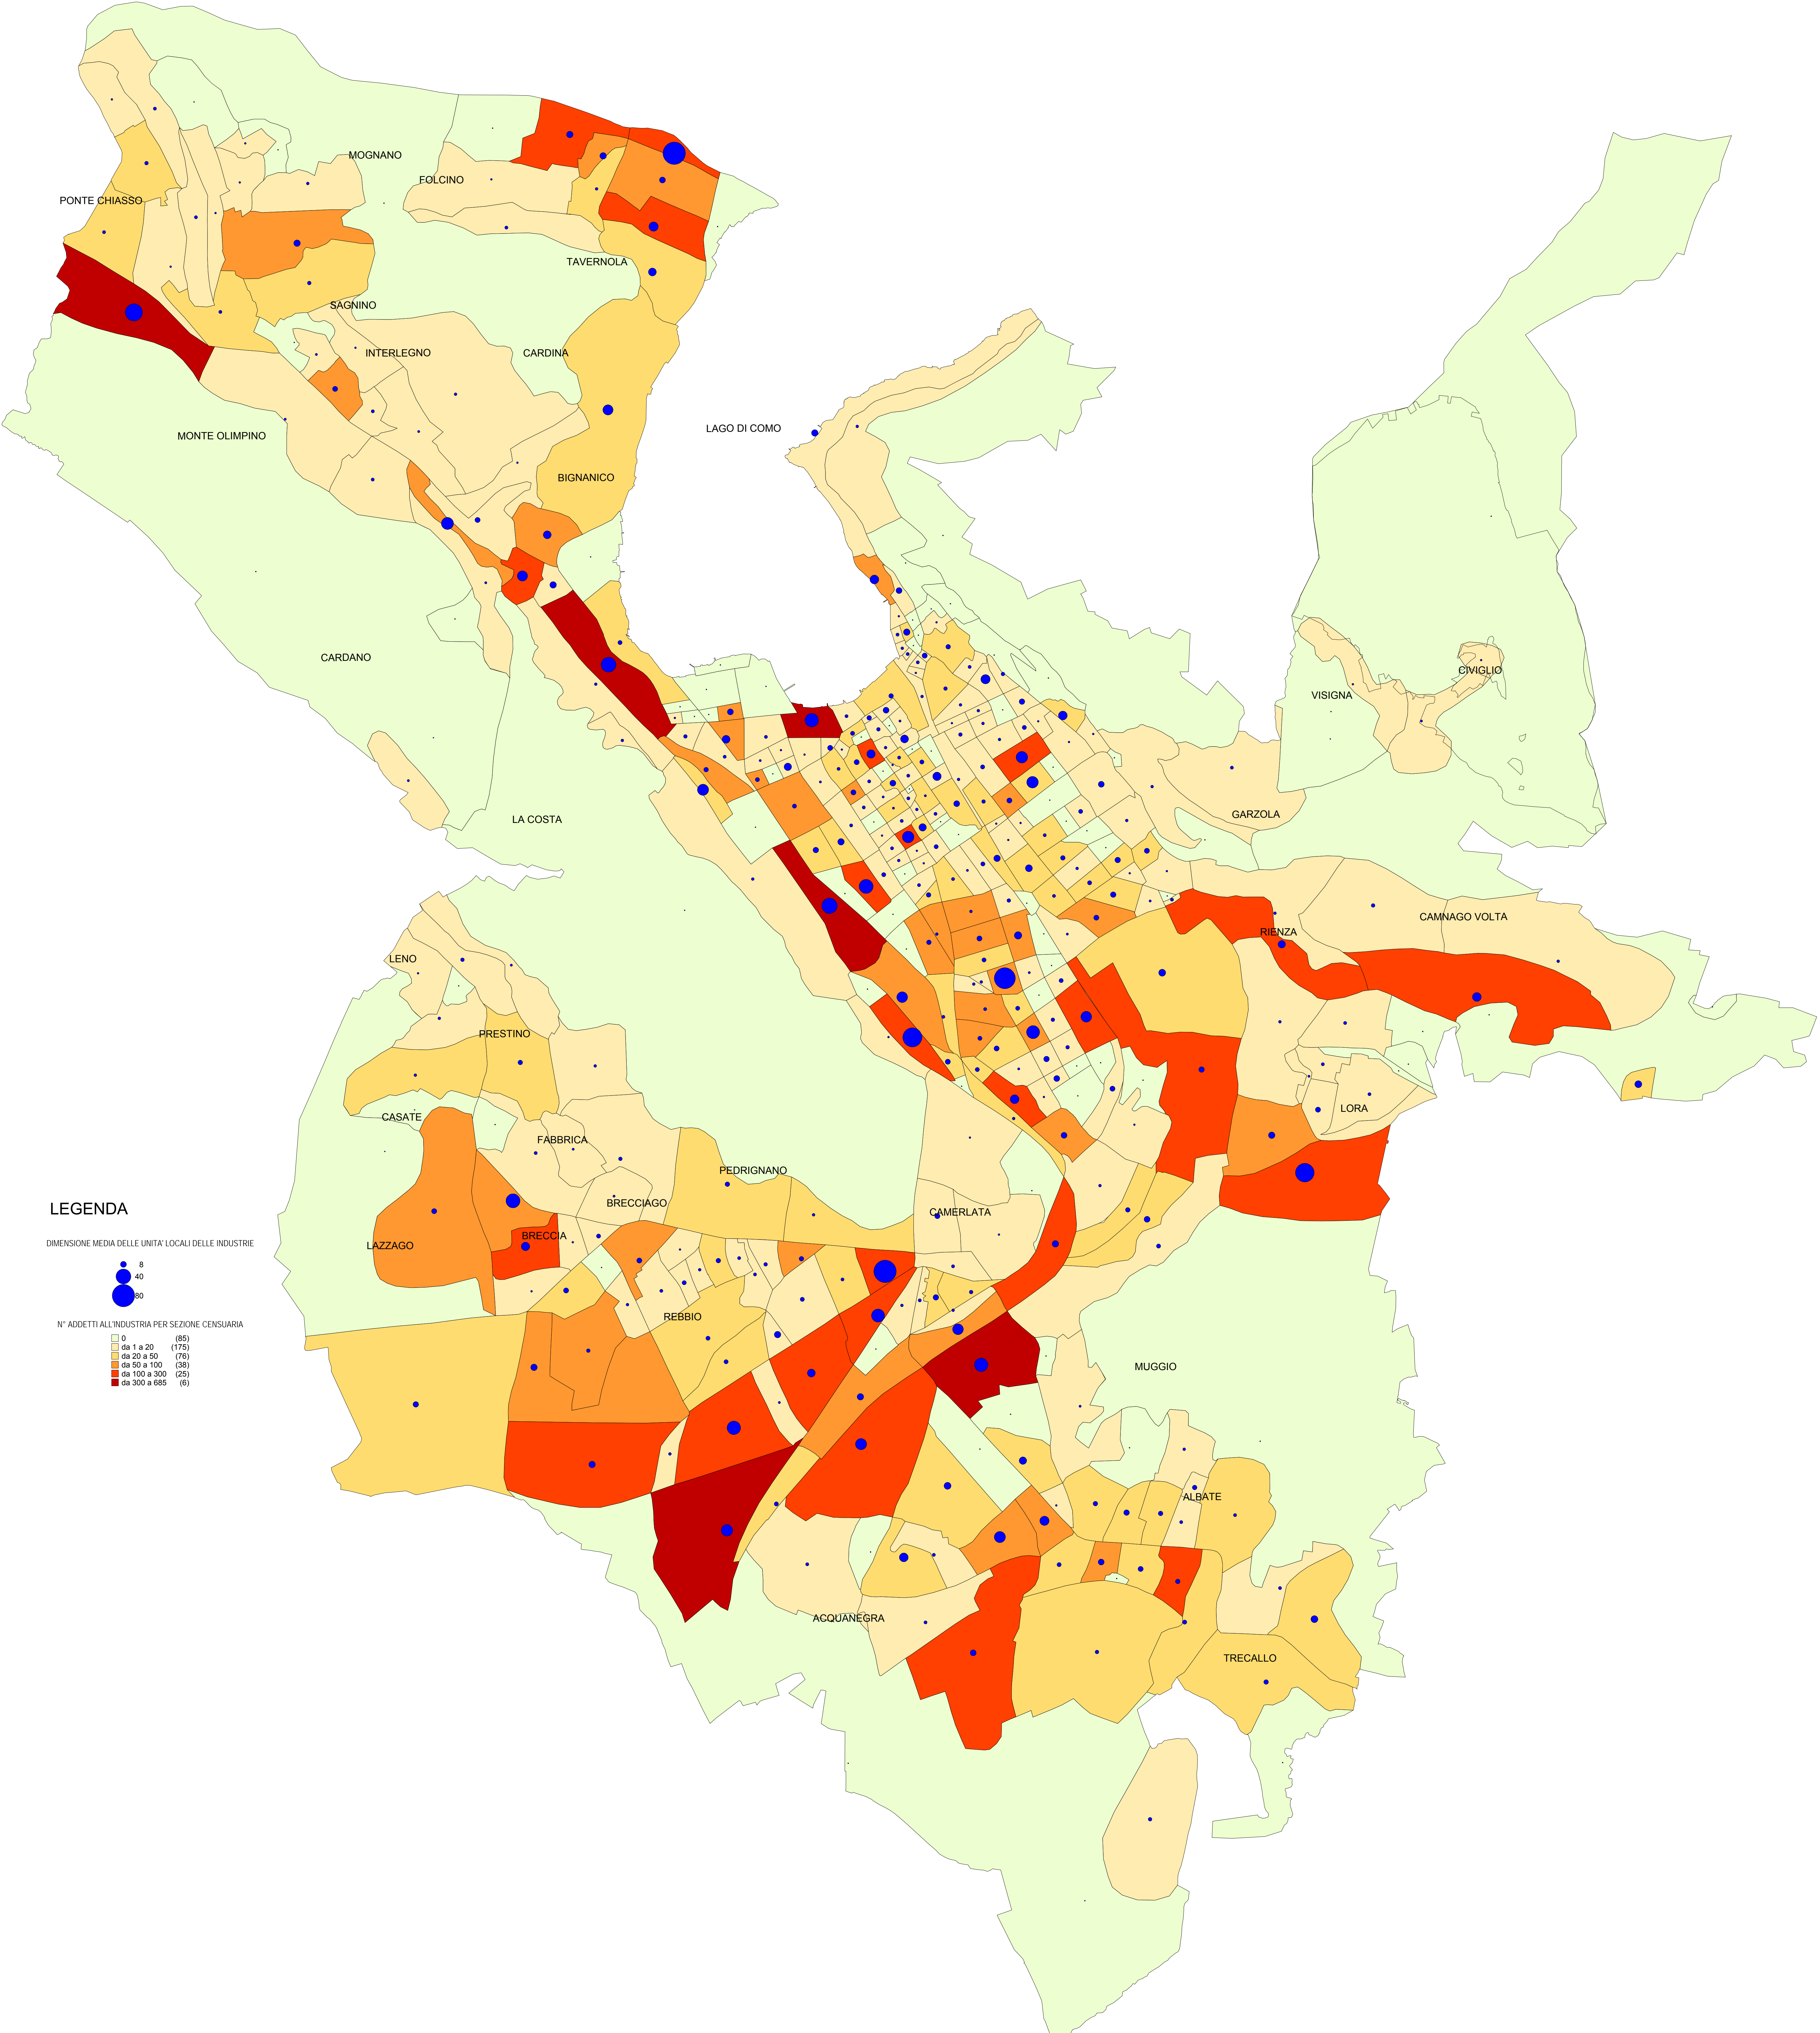 MOGNANO
FOLCINO
PONTE CHIASSO
TAVERNOLA
SAGNINO
INTERLEGNO
CARDINA
LAGO DI COMO
MONTE OLIMPINO
BIGNANICO
CARDANO
CIVIGLIO
VISIGNA
GARZOLA
LA COSTA
CAMNAGO VOLTA
RIENZA
LENO
PRESTINO
LORA
CASATE
FABBRICA
PEDRIGNANO
BRECCIAGO
CAMERLATA
BRECCIA
LAZZAGO
REBBIO
MUGGIO
ALBATE
ACQUANEGRA
TRECALLO
LEGENDA
DIMENSIONE MEDIA DELLE UNITA' LOCALI DELLE INDUSTRIE
8
40
80
N° ADDETTI ALL'INDUSTRIA PER SEZIONE CENSUARIA
0 (85)
da 1 a 20 (175)
da 20 a 50 (76)
da 50 a 100 (38)
da 100 a 300 (25)
da 300 a 685 (6)